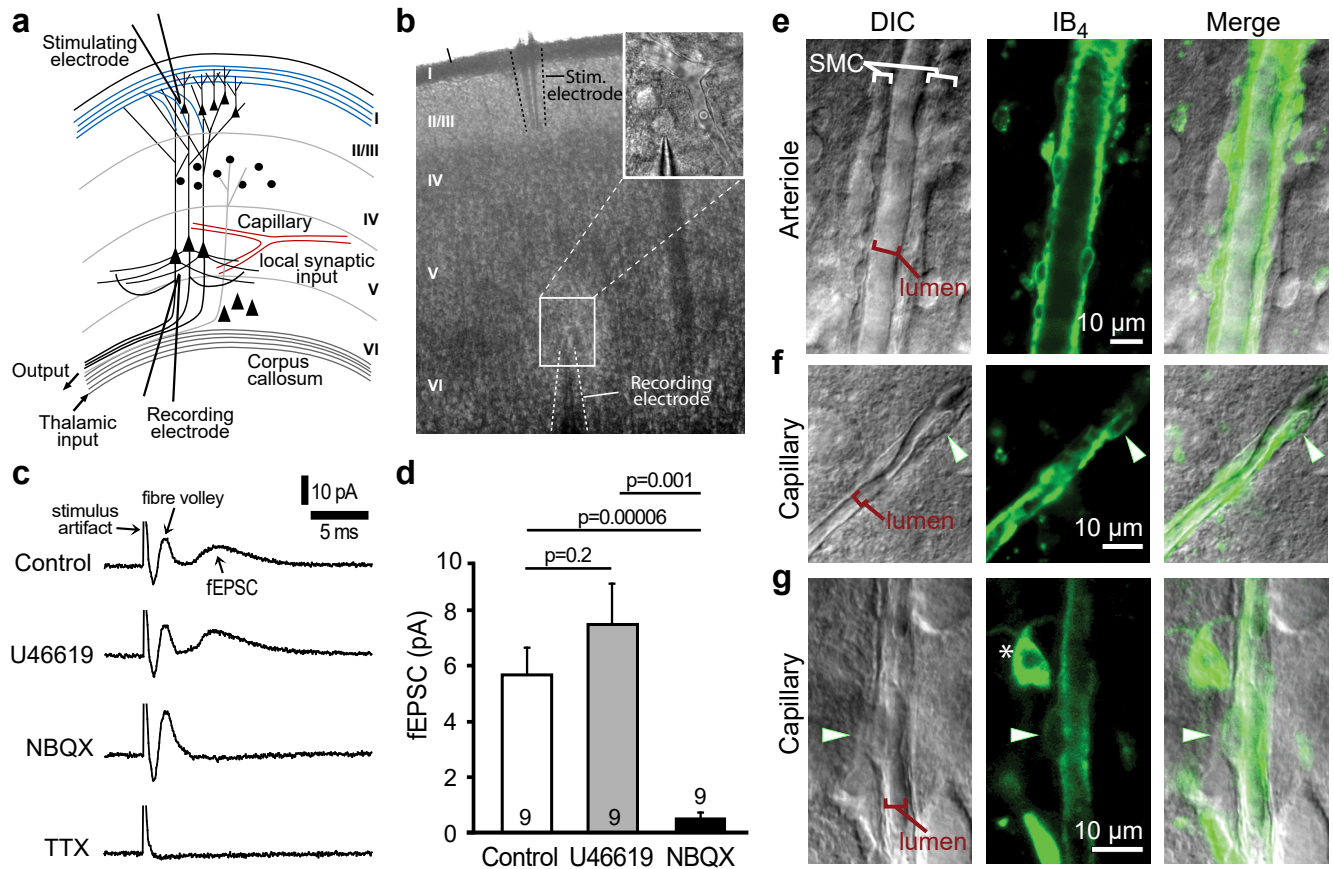 a
Stimulating
electrode
I
II/III
IV
Capillary
local synaptic
input
V
VI
Corpus
callosum
Output
Thalamic
input
Recording
electrode
b
I
Stim.
electrode
II/III
IV
V
VI
Recording
electrode
c
10 pA
5 ms
fibre volley
stimulus
artifact
Control
fEPSC
U46619
NBQX
TTX
d
p=0.001
p=0.00006
p=0.2
fEPSC (pA)
10
8
6
4
2
0
9
9
9
Control U46619 NBQX
e
DIC IB4 Merge
Arteriole
SMC
lumen
10 µm
f
Capillary
lumen
10 µm
g
Capillary
*
lumen
10 µm